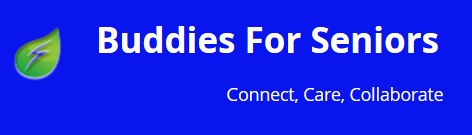 Buddies For Seniors
Connect, Care, Collaborate